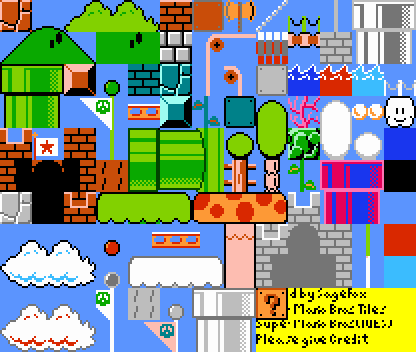 ?
d by Sagefox
Mario Bros Tiles
Super Mario Bros(NES)
Please give Credit